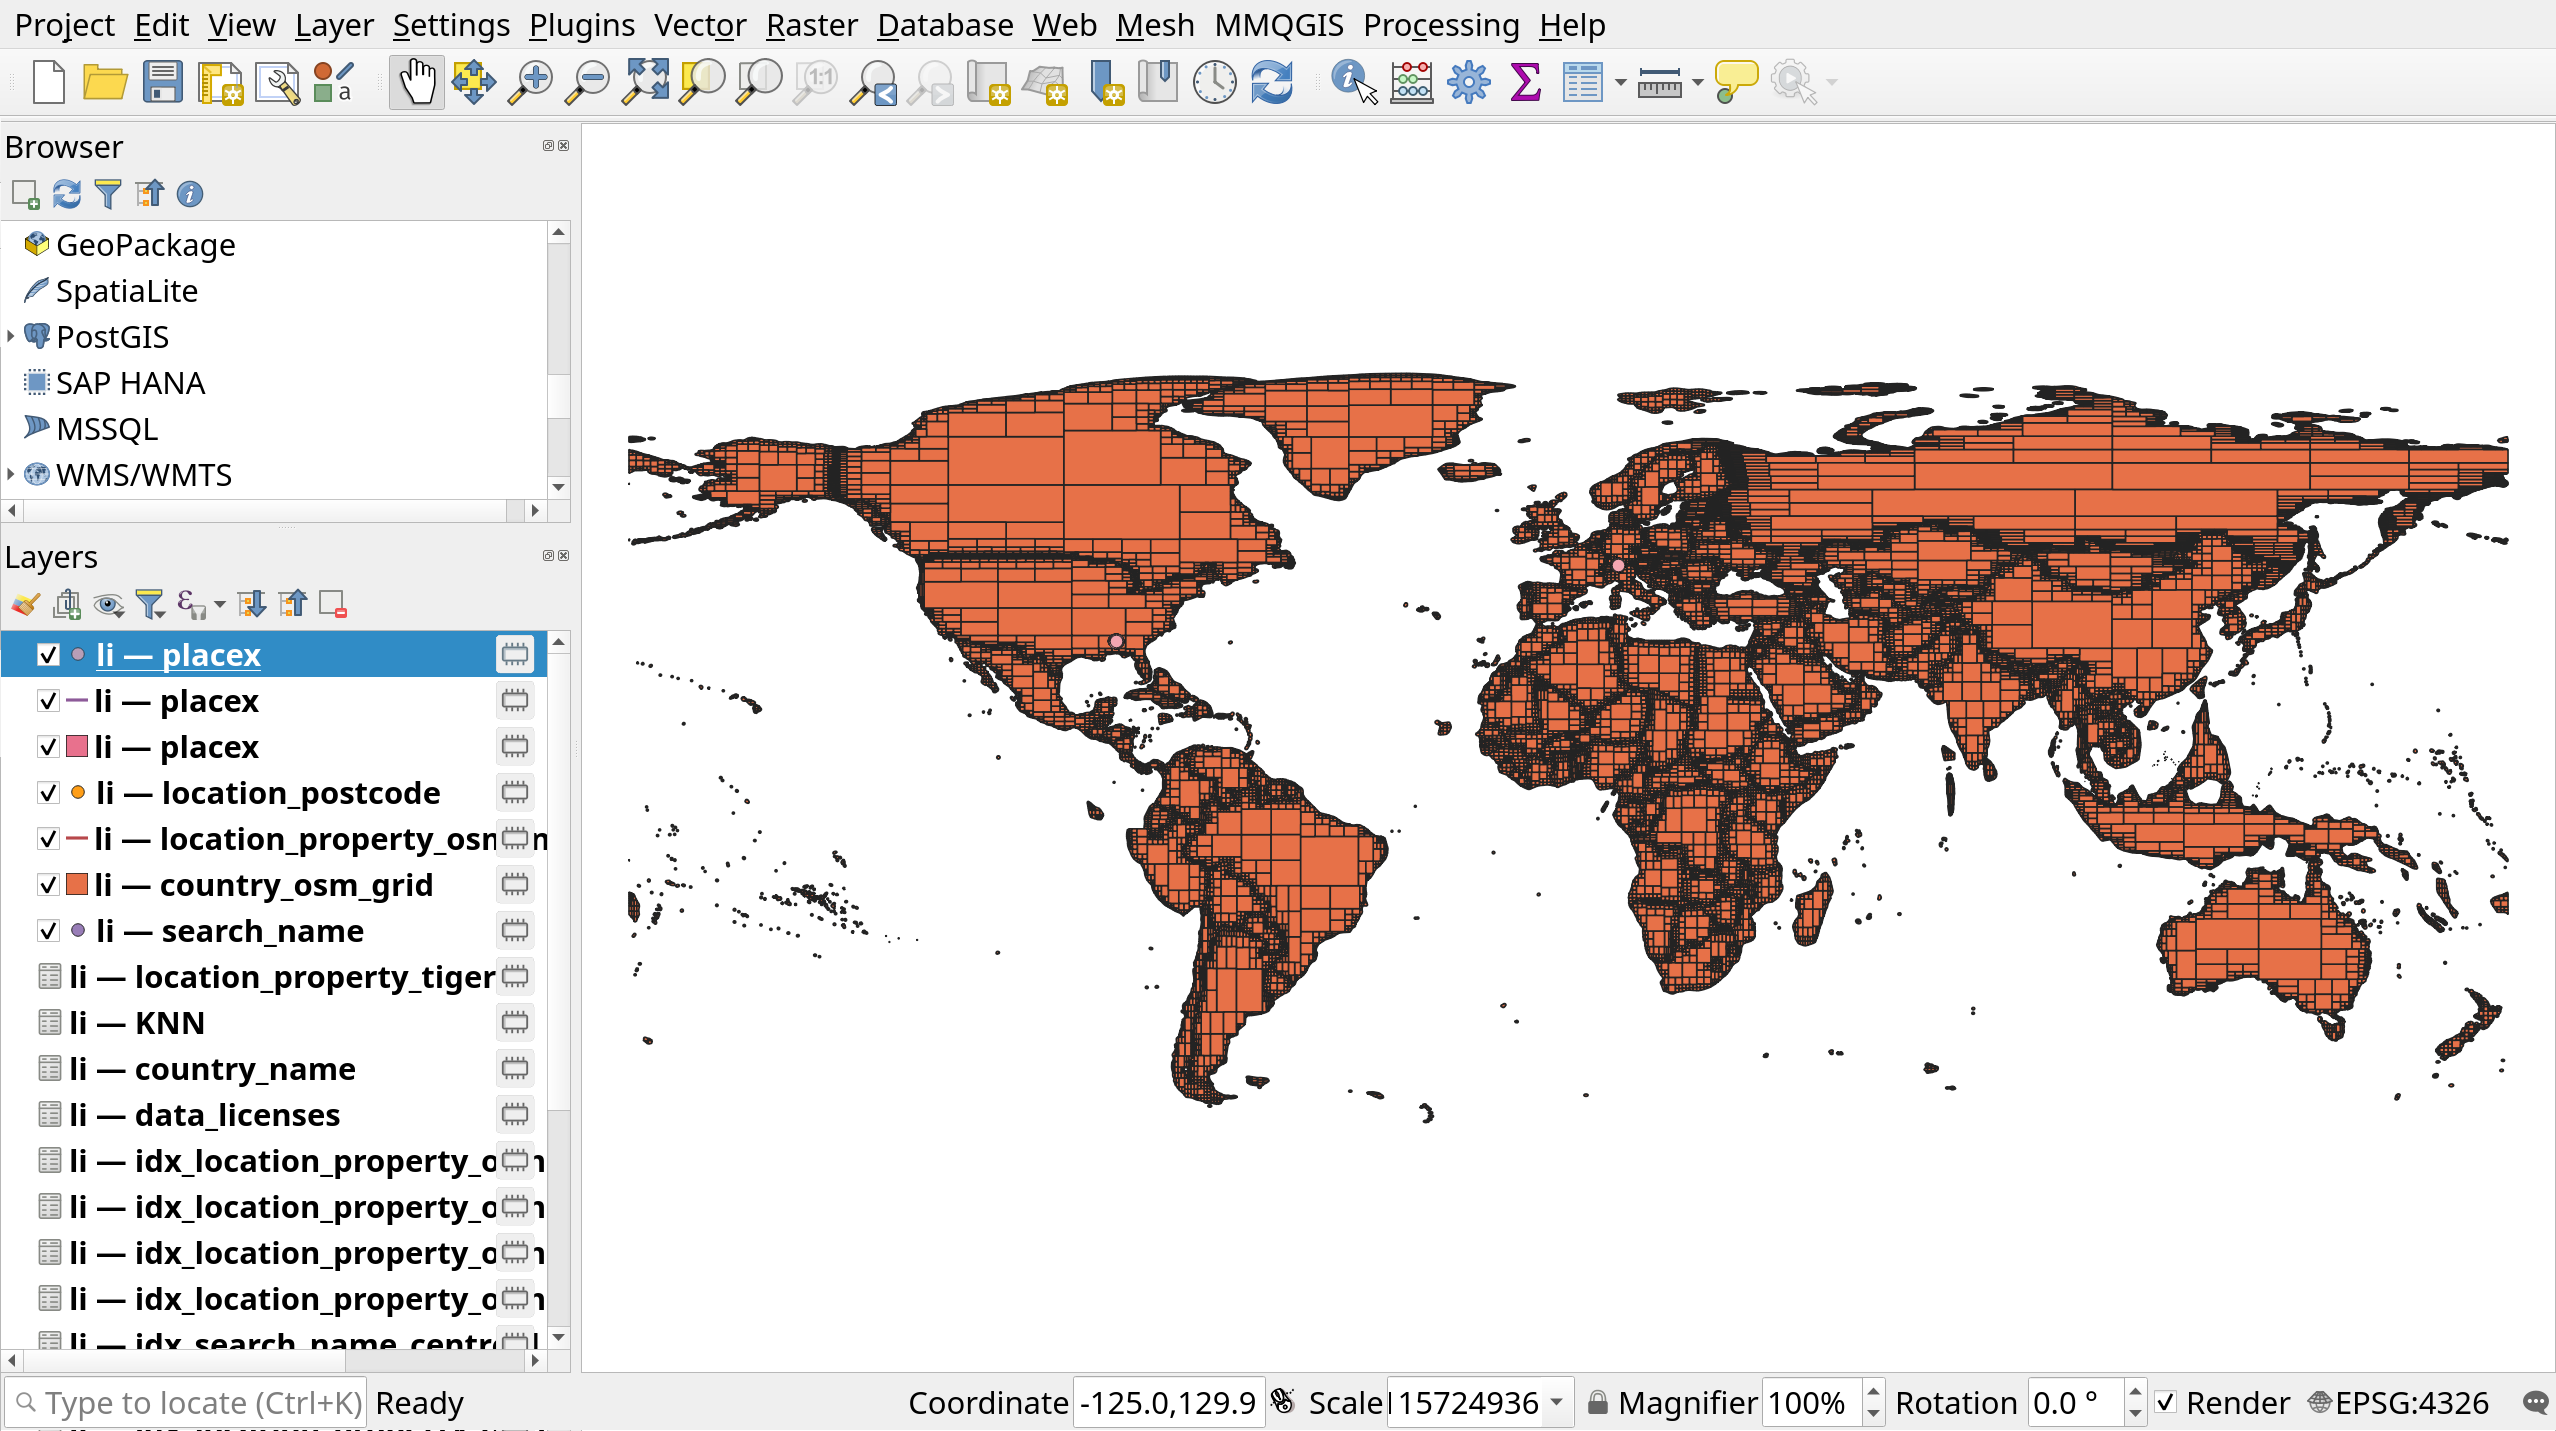 Project Edit View Layer Settings Plugins Vector Raster Database Web Mesh MMQGIS Processing Help
1:1
a
Browser
GeoPackage
SpatiaLite
PostGIS
SAP HANA
MSSQL
WMS/WMTS
Layers
li — placex
li — placex
li — placex
li — location_postcode
li — location_property_osm
li — country_osm_grid
li — search_name
li — location_property_tiger
li — KNN
li — country_name
li — data_licenses
li — idx_location_property_o
li — idx_location_property_o
li — idx_location_property_o
li — idx_location_property_o
li — idx_search_name_centro
Type to locate (Ctrl+K) Ready Coordinate -125.0,129.9 Scale 15724936 Magnifier 100% Rotation 0.0 ° Render EPSG:4326